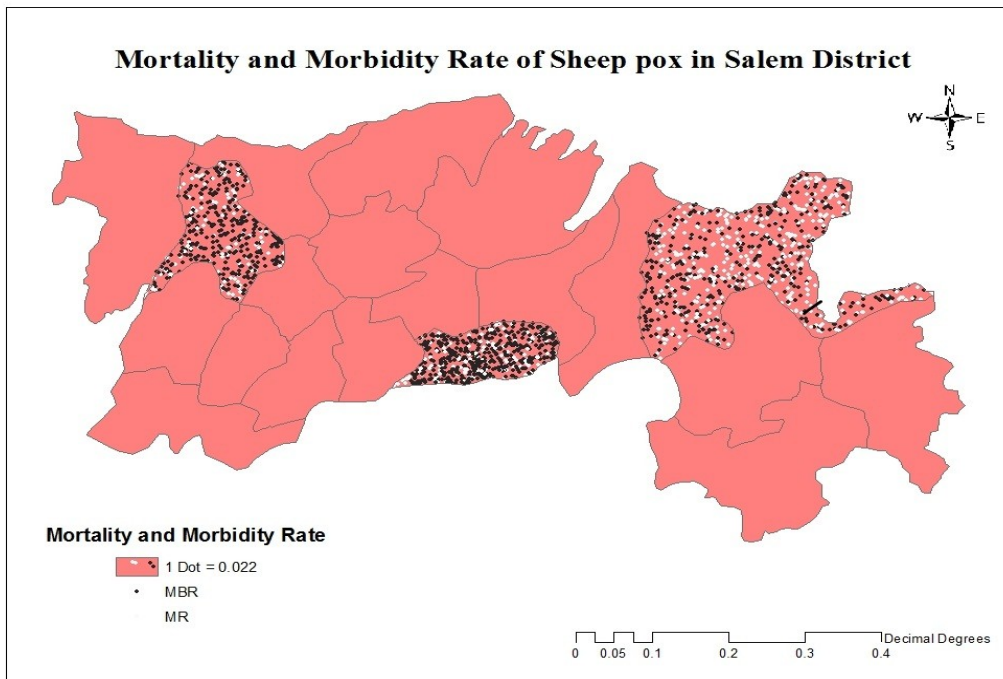 Mortality and Morbidity Rate of Sheep pox in Salem District
N
W E
S
Mortality and Morbidity Rate
1 Dot = 0.022
MBR
MR
Decimal Degrees
0 0.05 0.1 0.2 0.3 0.4